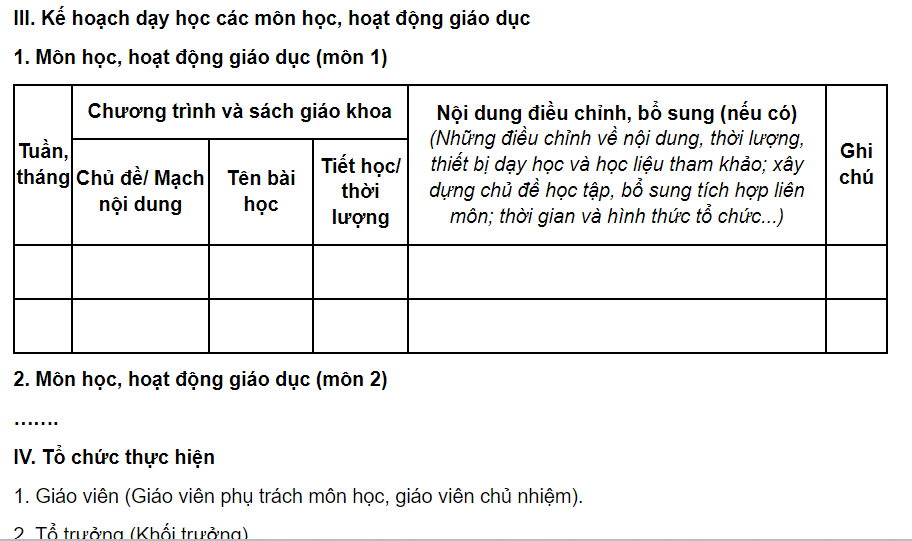 III. Kế hoạch dạy học các môn học, hoạt động giáo dục
1. Môn học, hoạt động giáo dục (môn 1)
Tuần,
tháng
Chương trình và sách giáo khoa
Chủ đề/ Mạch
nội dung
Tên bài
học
Tiết học/
thời
lượng
Nội dung điều chỉnh, bổ sung (nếu có)
(Những điều chỉnh về nội dung, thời lượng,
thiết bị dạy học và học liệu tham khảo; xây
dựng chủ đề học tập, bổ sung tích hợp liên
môn; thời gian và hình thức tổ chức...)
Ghi
chú
2. Môn học, hoạt động giáo dục (môn 2)
…….
IV. Tổ chức thực hiện
1. Giáo viên (Giáo viên phụ trách môn học, giáo viên chủ nhiệm).
2. Tổ trưởng (Khối trưởng)